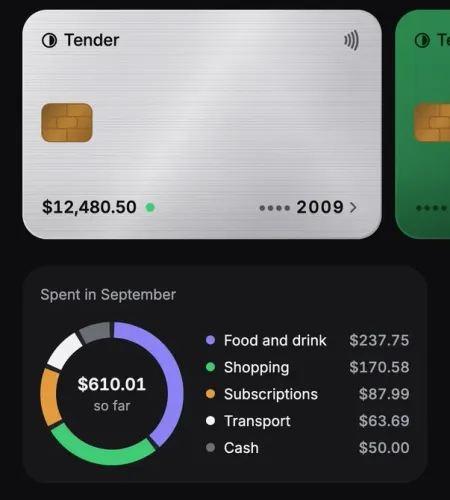 Tender
Te
$12,480.50
•••• 2009 >
••••
Spent in September
$610.01
so far
Food and drink $237.75
Shopping $170.58
Subscriptions $87.99
Transport $63.69
Cash $50.00